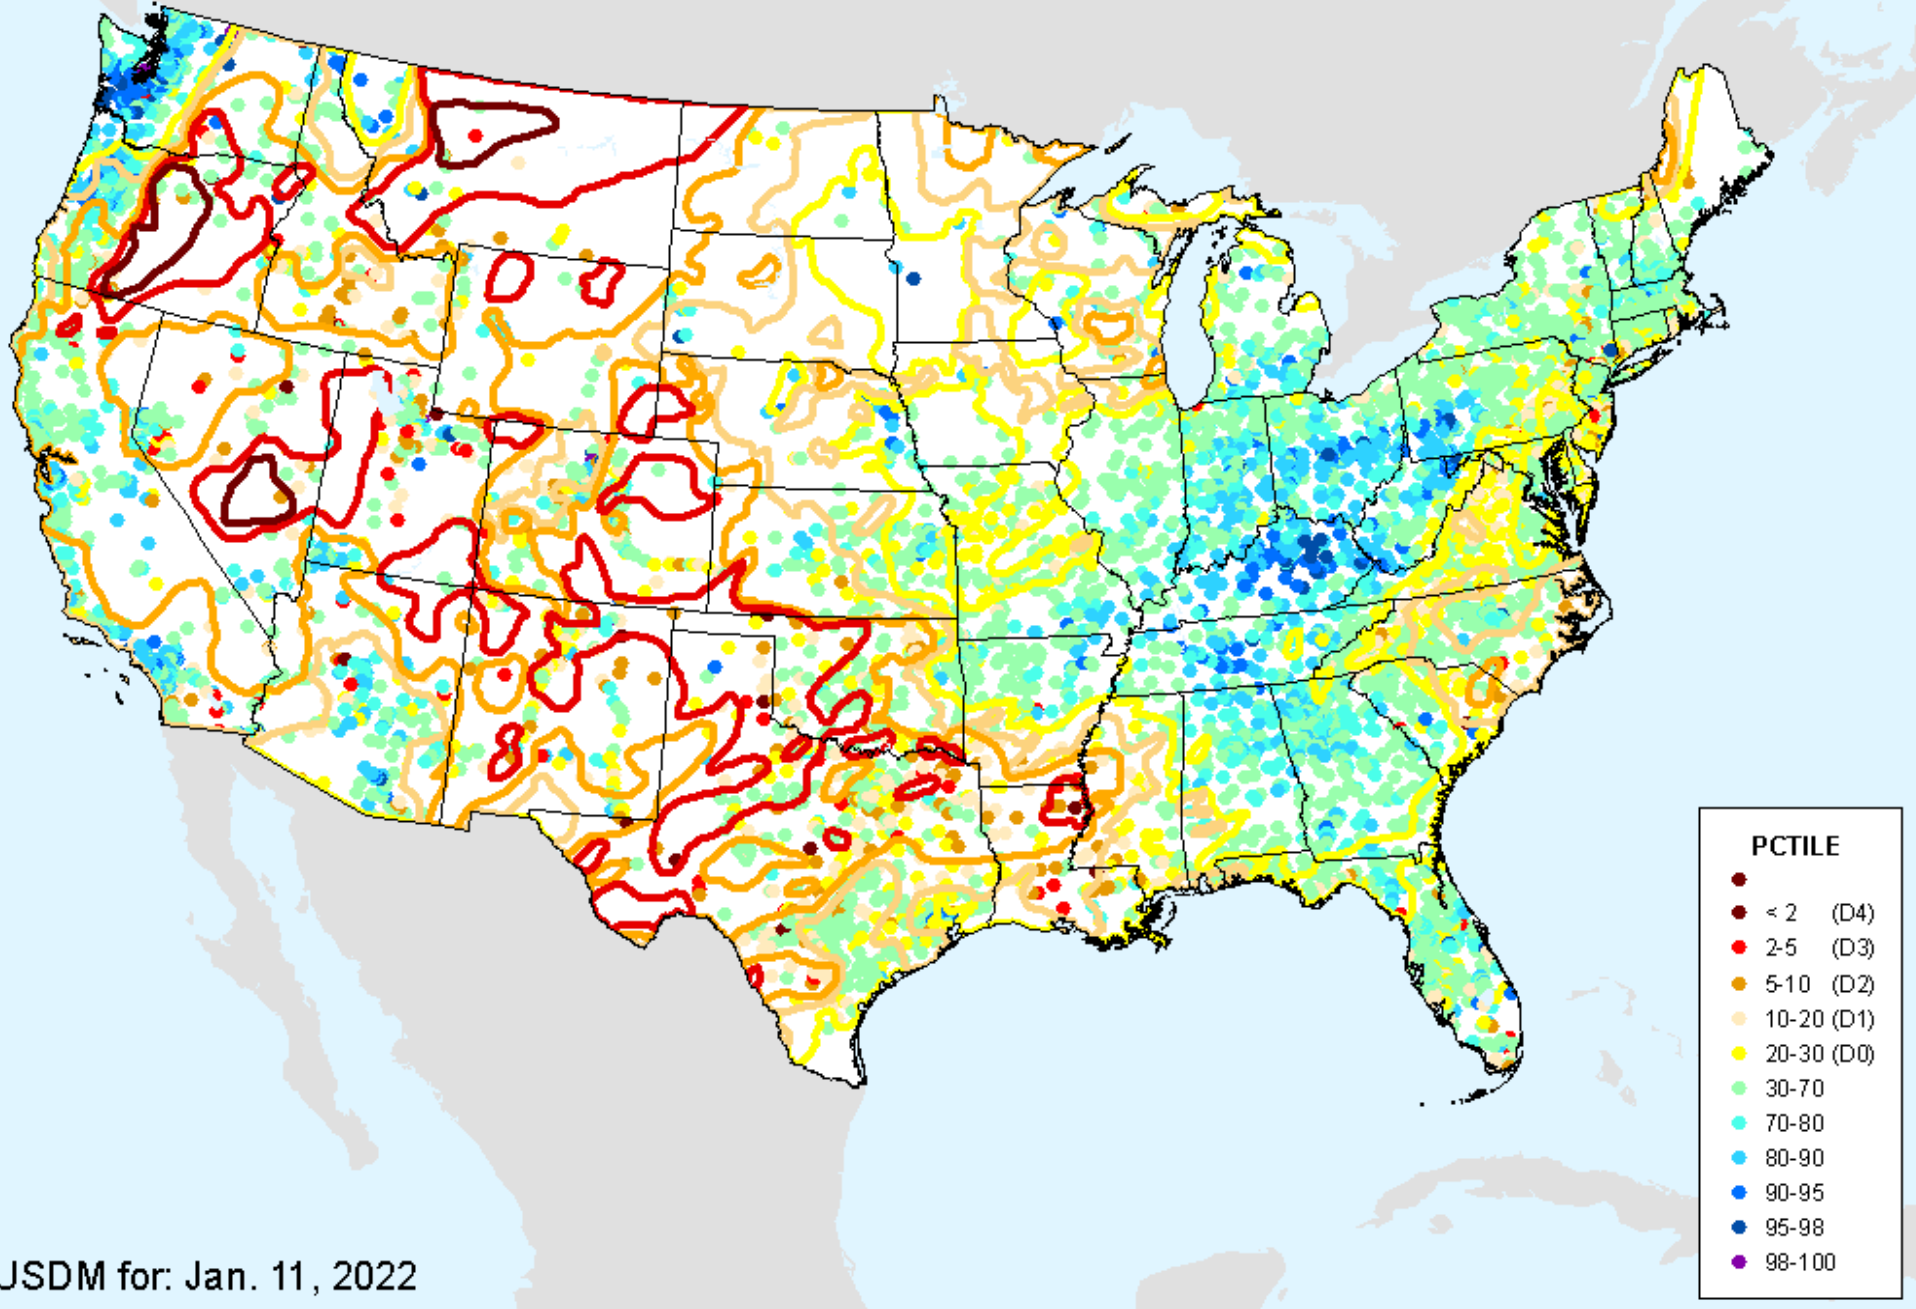 PCTILE
< 2 (D4)
2-5 (D3)
5-10 (D2)
10-20 (D1)
20-30 (D0)
30-70
70-80
80-90
90-95
95-98
98-100
USDM for: Jan. 11, 2022